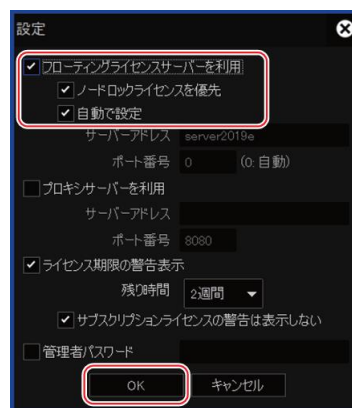 設定
フローティングライセンスサーバーを利用
ノードロックライセンスを優先
自動で設定
サーバーアドレス server2019e
ポート番号 0 (0: 自動)
プロキシサーバーを利用
サーバーアドレス
ポート番号 8080
ライセンス期限の警告表示
残り時間 2週間
サブスクリプションライセンスの警告は表示しない
管理者パスワード
OK キャンセル